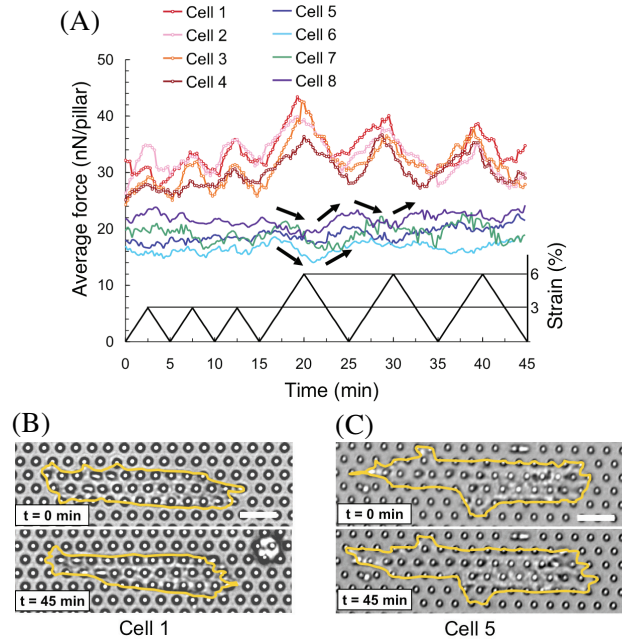 (A)
Cell 1
Cell 5
Cell 2
Cell 6
Cell 3
Cell 7
Cell 4
Cell 8
Average force (nN/pillar)
50
40
30
20
10
0
6
3
Strain (%)
0 5 10 15 20 25 30 35 40 45
Time (min)
(B)
(C)
t = 0 min
t = 0 min
t = 45 min
t = 45 min
Cell 1
Cell 5